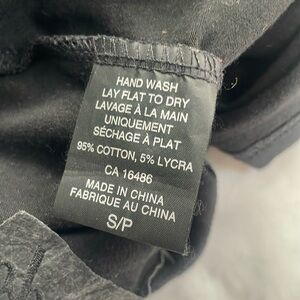 HAND WASH
LAY FLAT TO DRY
LAVAGE À LA MAIN
UNIQUEMENT
SÉCHAGE À PLAT
95% COTTON, 5% LYCRA
CA 16486
MADE IN CHINA
FABRIQUE AU CHINA
S/P